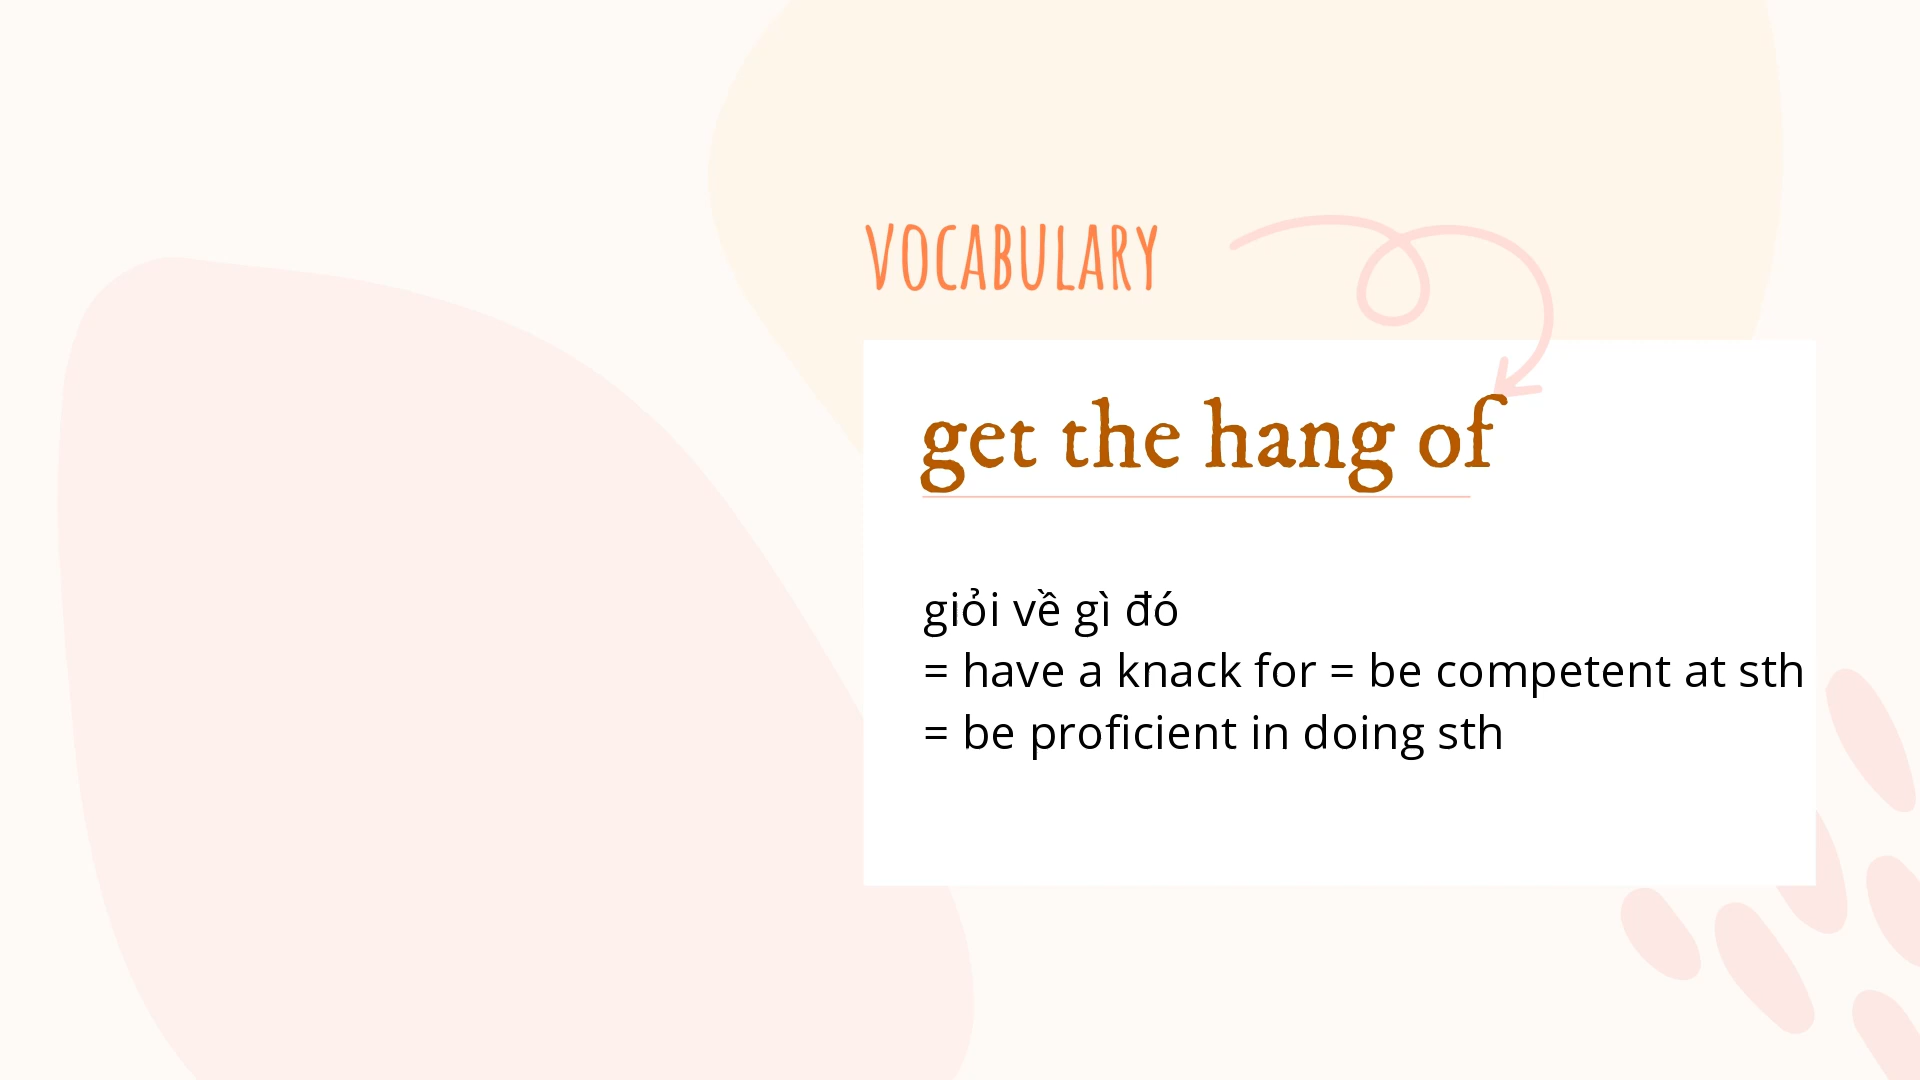 VOCABULARY
get the hang of
giỏi về gì đó
= have a knack for = be competent at sth
= be proficient in doing sth